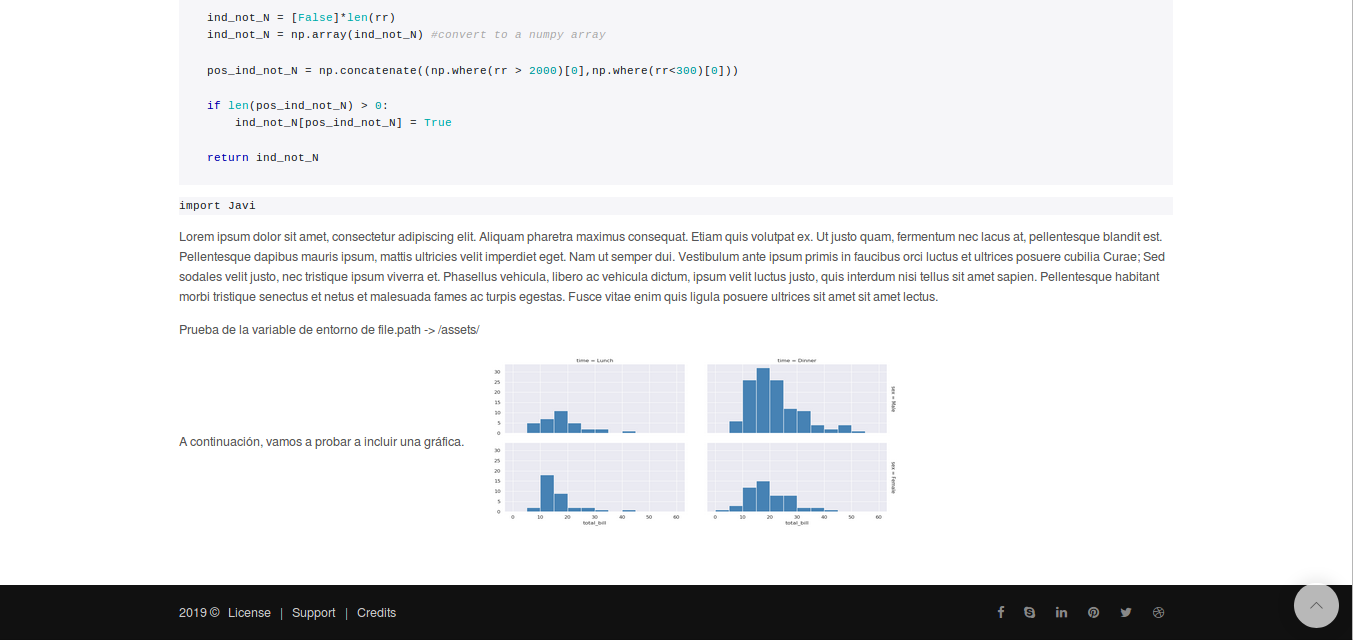 ind_not_N = [False]*len(rr)
ind_not_N = np.array(ind_not_N) #convert to a numpy array
pos_ind_not_N = np.concatenate((np.where(rr > 2000)[0],np.where(rr<300)[0]))
if len(pos_ind_not_N) > 0:
    ind_not_N[pos_ind_not_N] = True
return ind_not_N
import Javi
Lorem ipsum dolor sit amet, consectetur adipiscing elit. Aliquam pharetra maximus consequat. Etiam quis volutpat ex. Ut justo quam, fermentum nec lacus at, pellentesque blandit est.
Pellentesque dapibus mauris ipsum, mattis ultricies velit imperdiet eget. Nam ut semper dui. Vestibulum ante ipsum primis in faucibus orci luctus et ultrices posuere cubilia Curae; Sed
sodales velit justo, nec tristique ipsum viverra et. Phasellus vehicula, libero ac vehicula dictum, ipsum velit luctus justo, quis interdum nisi tellus sit amet sapien. Pellentesque habitant
morbi tristique senectus et netus et malesuada fames ac turpis egestas. Fusce vitae enim quis ligula posuere ultrices sit amet sit amet lectus.
Prueba de la variable de entorno de file.path -> /assets/
time = Lunch
time = Dinner
30
25
20
15
10
5
0
sex = Male
A continuación, vamos a probar a incluir una gráfica.
30
25
20
15
10
5
0
sex = Female
0 10 20 30 40 50 60
0 10 20 30 40 50 60
total_bill
total_bill
2019 © License | Support | Credits